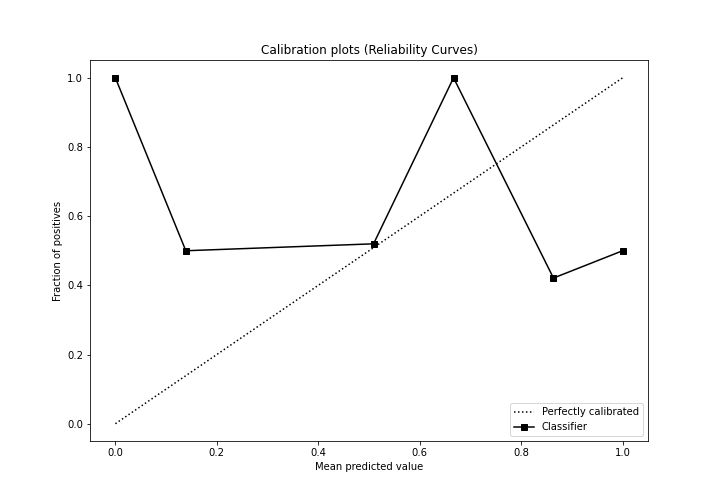 Calibration plots (Reliability Curves)
1.0
0.8
0.6
0.4
0.2
0.0
Fraction of positives
Perfectly calibrated
Classifier
0.0 0.2 0.4 0.6 0.8 1.0
Mean predicted value